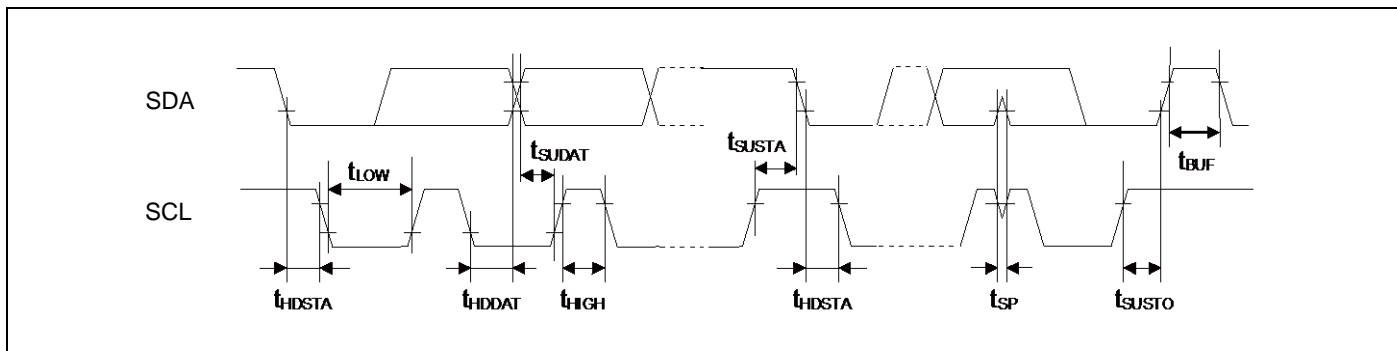 SDA
tSUDAT
tSUSTA
tBUF
tLOW
SCL
tHDSTA
tHDDAT
tHIGH
tHDSTA
tSP
tSUSTO